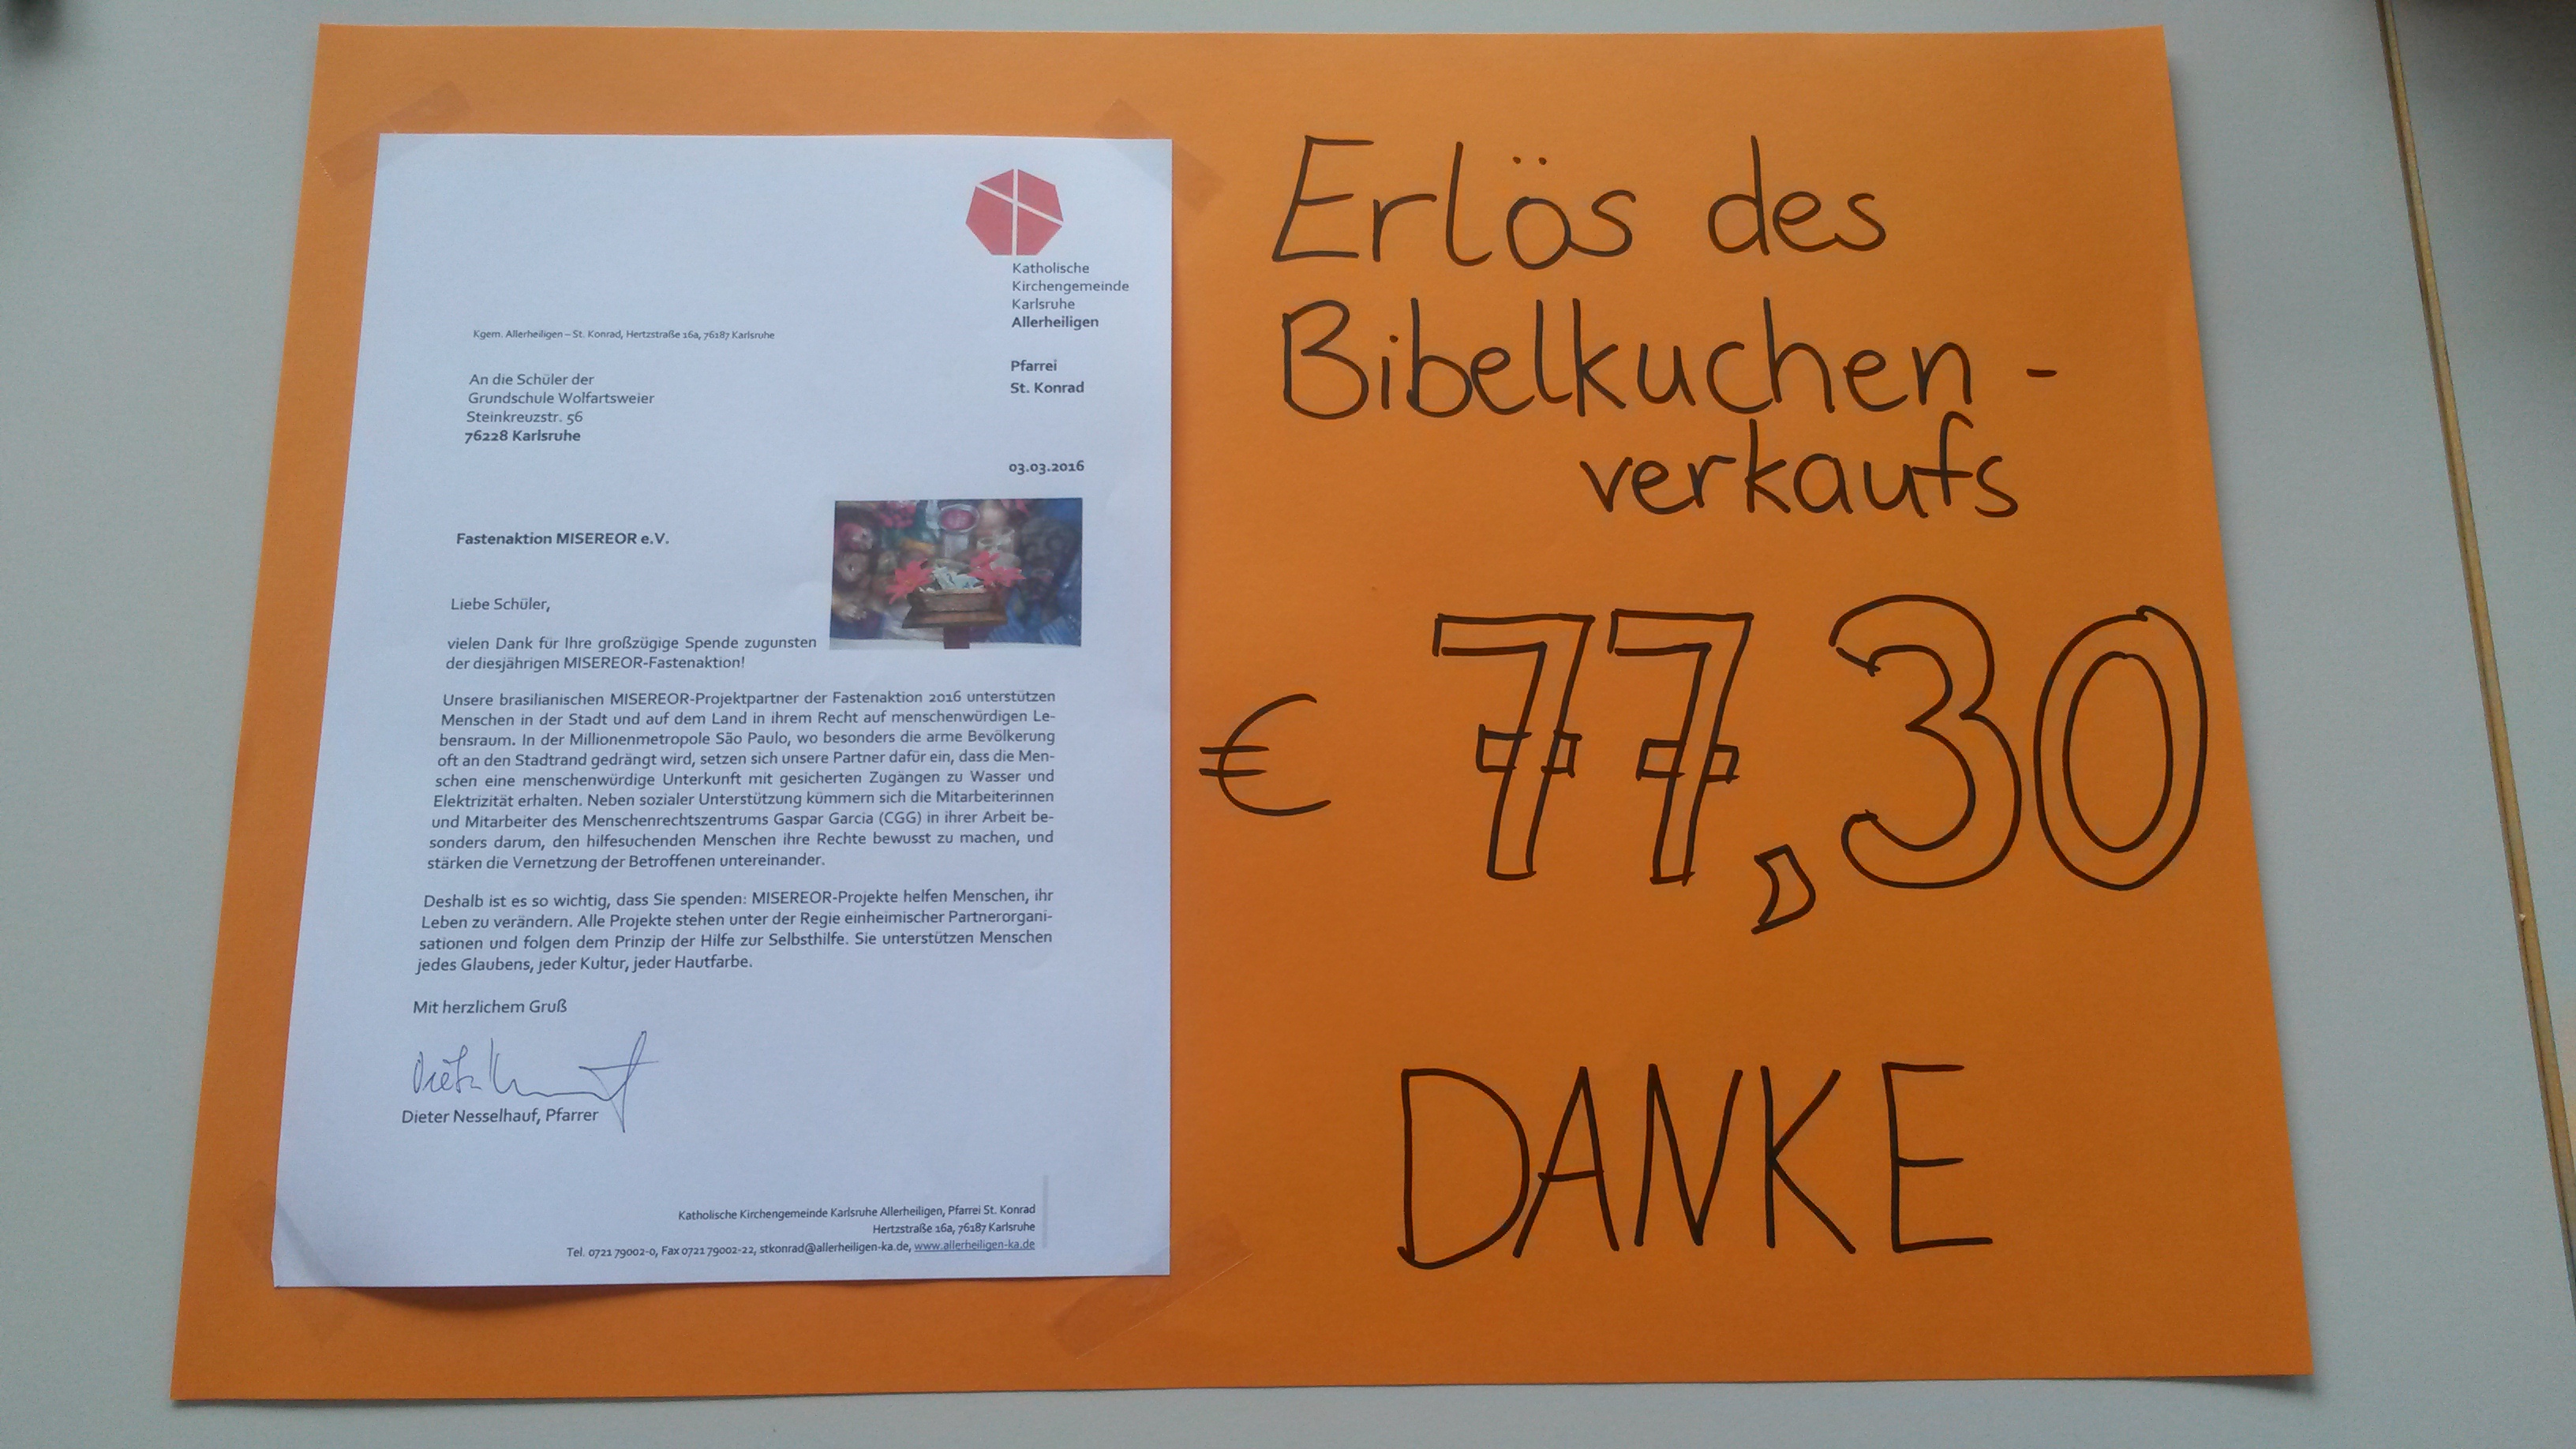 Katholische
Kirchengemeinde
Karlsruhe
Allerheiligen
Kgem. Allerheiligen – St. Konrad, Hertzstraße 16a, 76187 Karlsruhe
Pfarrei
St. Konrad
An die Schüler der
Grundschule Wolfartsweier
Steinkreuzstr. 56
76228 Karlsruhe
03.03.2016
Fastenaktion MISEREOR e.V.
Liebe Schüler,
vielen Dank für Ihre großzügige Spende zugunsten
der diesjährigen MISEREOR-Fastenaktion!
Unsere brasilianischen MISEREOR-Projektpartner der Fastenaktion 2016 unterstützen
Menschen in der Stadt und auf dem Land in ihrem Recht auf menschenwürdigen Le-
bensraum. In der Millionenmetropole São Paulo, wo besonders die arme Bevölkerung
oft an den Stadtrand gedrängt wird, setzen sich unsere Partner dafür ein, dass die Men-
schen eine menschenwürdige Unterkunft mit gesicherten Zugängen zu Wasser und
Elektrizität erhalten. Neben sozialer Unterstützung kümmern sich die Mitarbeiterinnen
und Mitarbeiter des Menschenrechtszentrums Gaspar Garcia (CGG) in ihrer Arbeit be-
sonders darum, den hilfesuchenden Menschen ihre Rechte bewusst zu machen, und
stärken die Vernetzung der Betroffenen untereinander.
Deshalb ist es so wichtig, dass Sie spenden: MISEREOR-Projekte helfen Menschen, ihr
Leben zu verändern. Alle Projekte stehen unter der Regie einheimischer Partnerorgani-
sationen und folgen dem Prinzip der Hilfe zur Selbsthilfe. Sie unterstützen Menschen
jedes Glaubens, jeder Kultur, jeder Hautfarbe.
Mit herzlichem Gruß
Dieter Nesselhauf, Pfarrer
Katholische Kirchengemeinde Karlsruhe Allerheiligen, Pfarrei St. Konrad
Hertzstraße 16a, 76187 Karlsruhe
Tel. 0721 79002-0, Fax 0721 79002-22, stkonrad@allerheiligen-ka.de, www.allerheiligen-ka.de
Erlös des
Bibelkuchen-
verkaufs
€ 77,30
DANKE